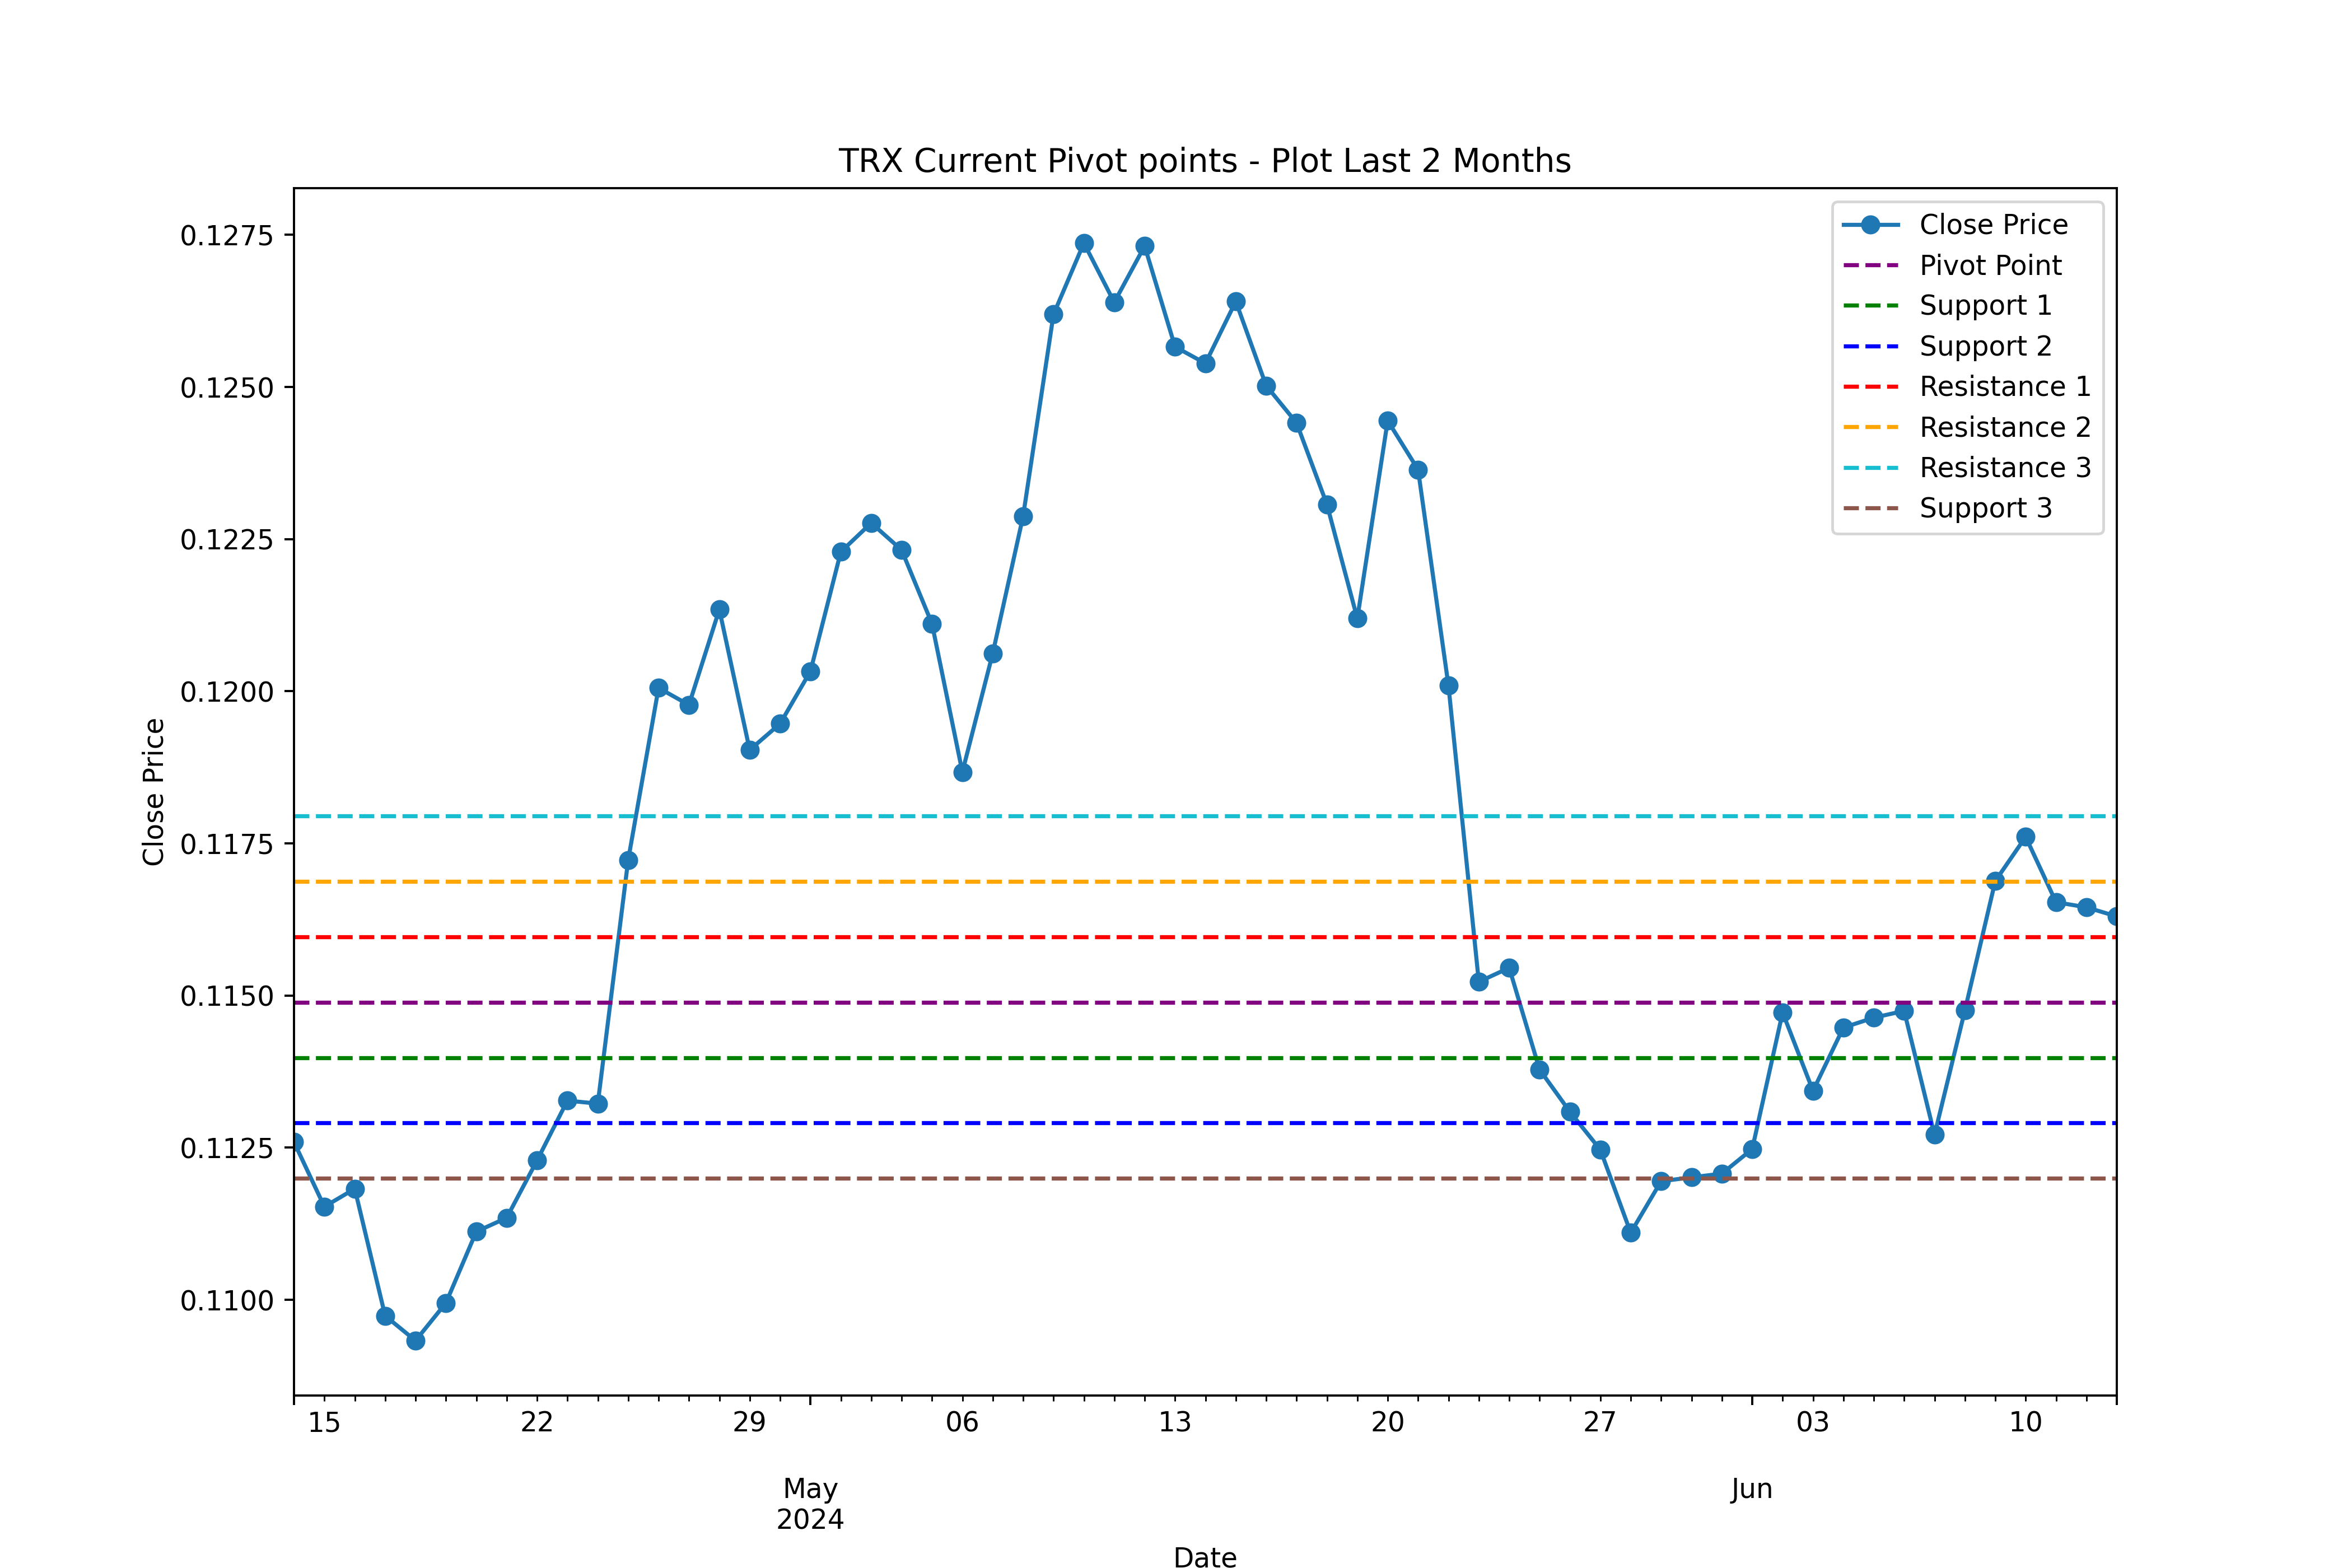 TRX Current Pivot points - Plot Last 2 Months
Close Price
Pivot Point
Support 1
Support 2
Resistance 1
Resistance 2
Resistance 3
Support 3
0.1275
0.1250
0.1225
0.1200
0.1175
0.1150
0.1125
0.1100
Close Price
15 22 29 06 13 20 27 03 10
May Jun
2024
Date